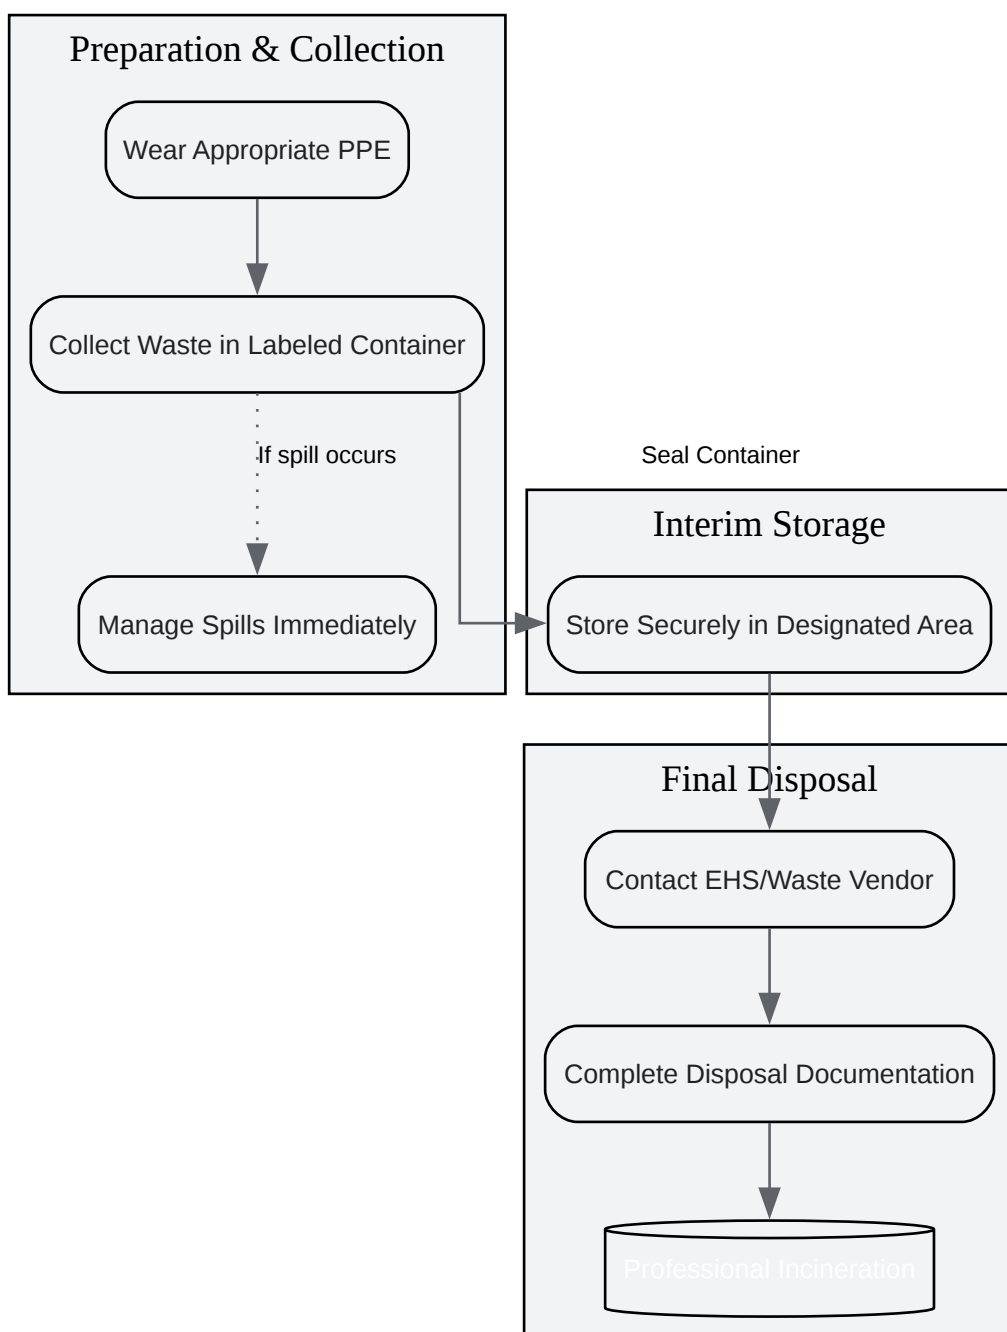 Preparation & Collection
Wear Appropriate PPE
Collect Waste in Labeled Container
If spill occurs
Seal Container
Manage Spills Immediately
Interim Storage
Store Securely in Designated Area
Final Disposal
Contact EHS/Waste Vendor
Complete Disposal Documentation
Professional Incineration